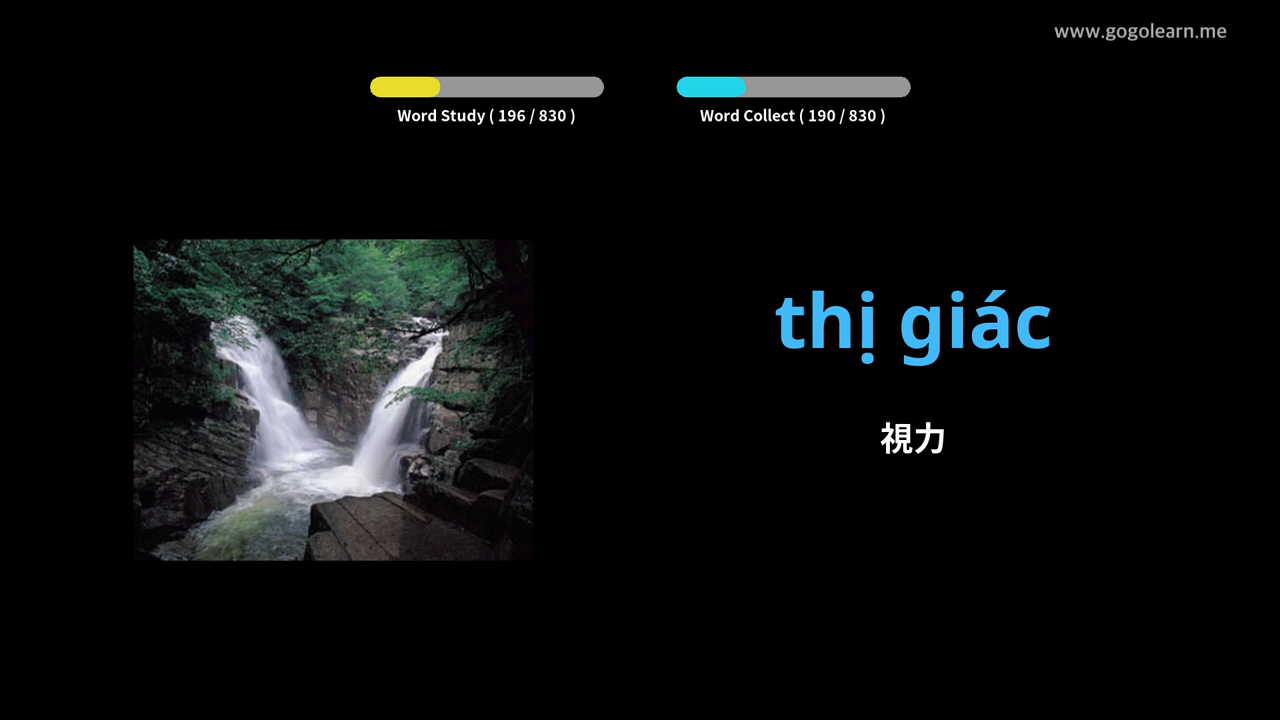 www.gogolearn.me
Word Study ( 196 / 830 )
Word Collect ( 190 / 830 )
thị giác
視力